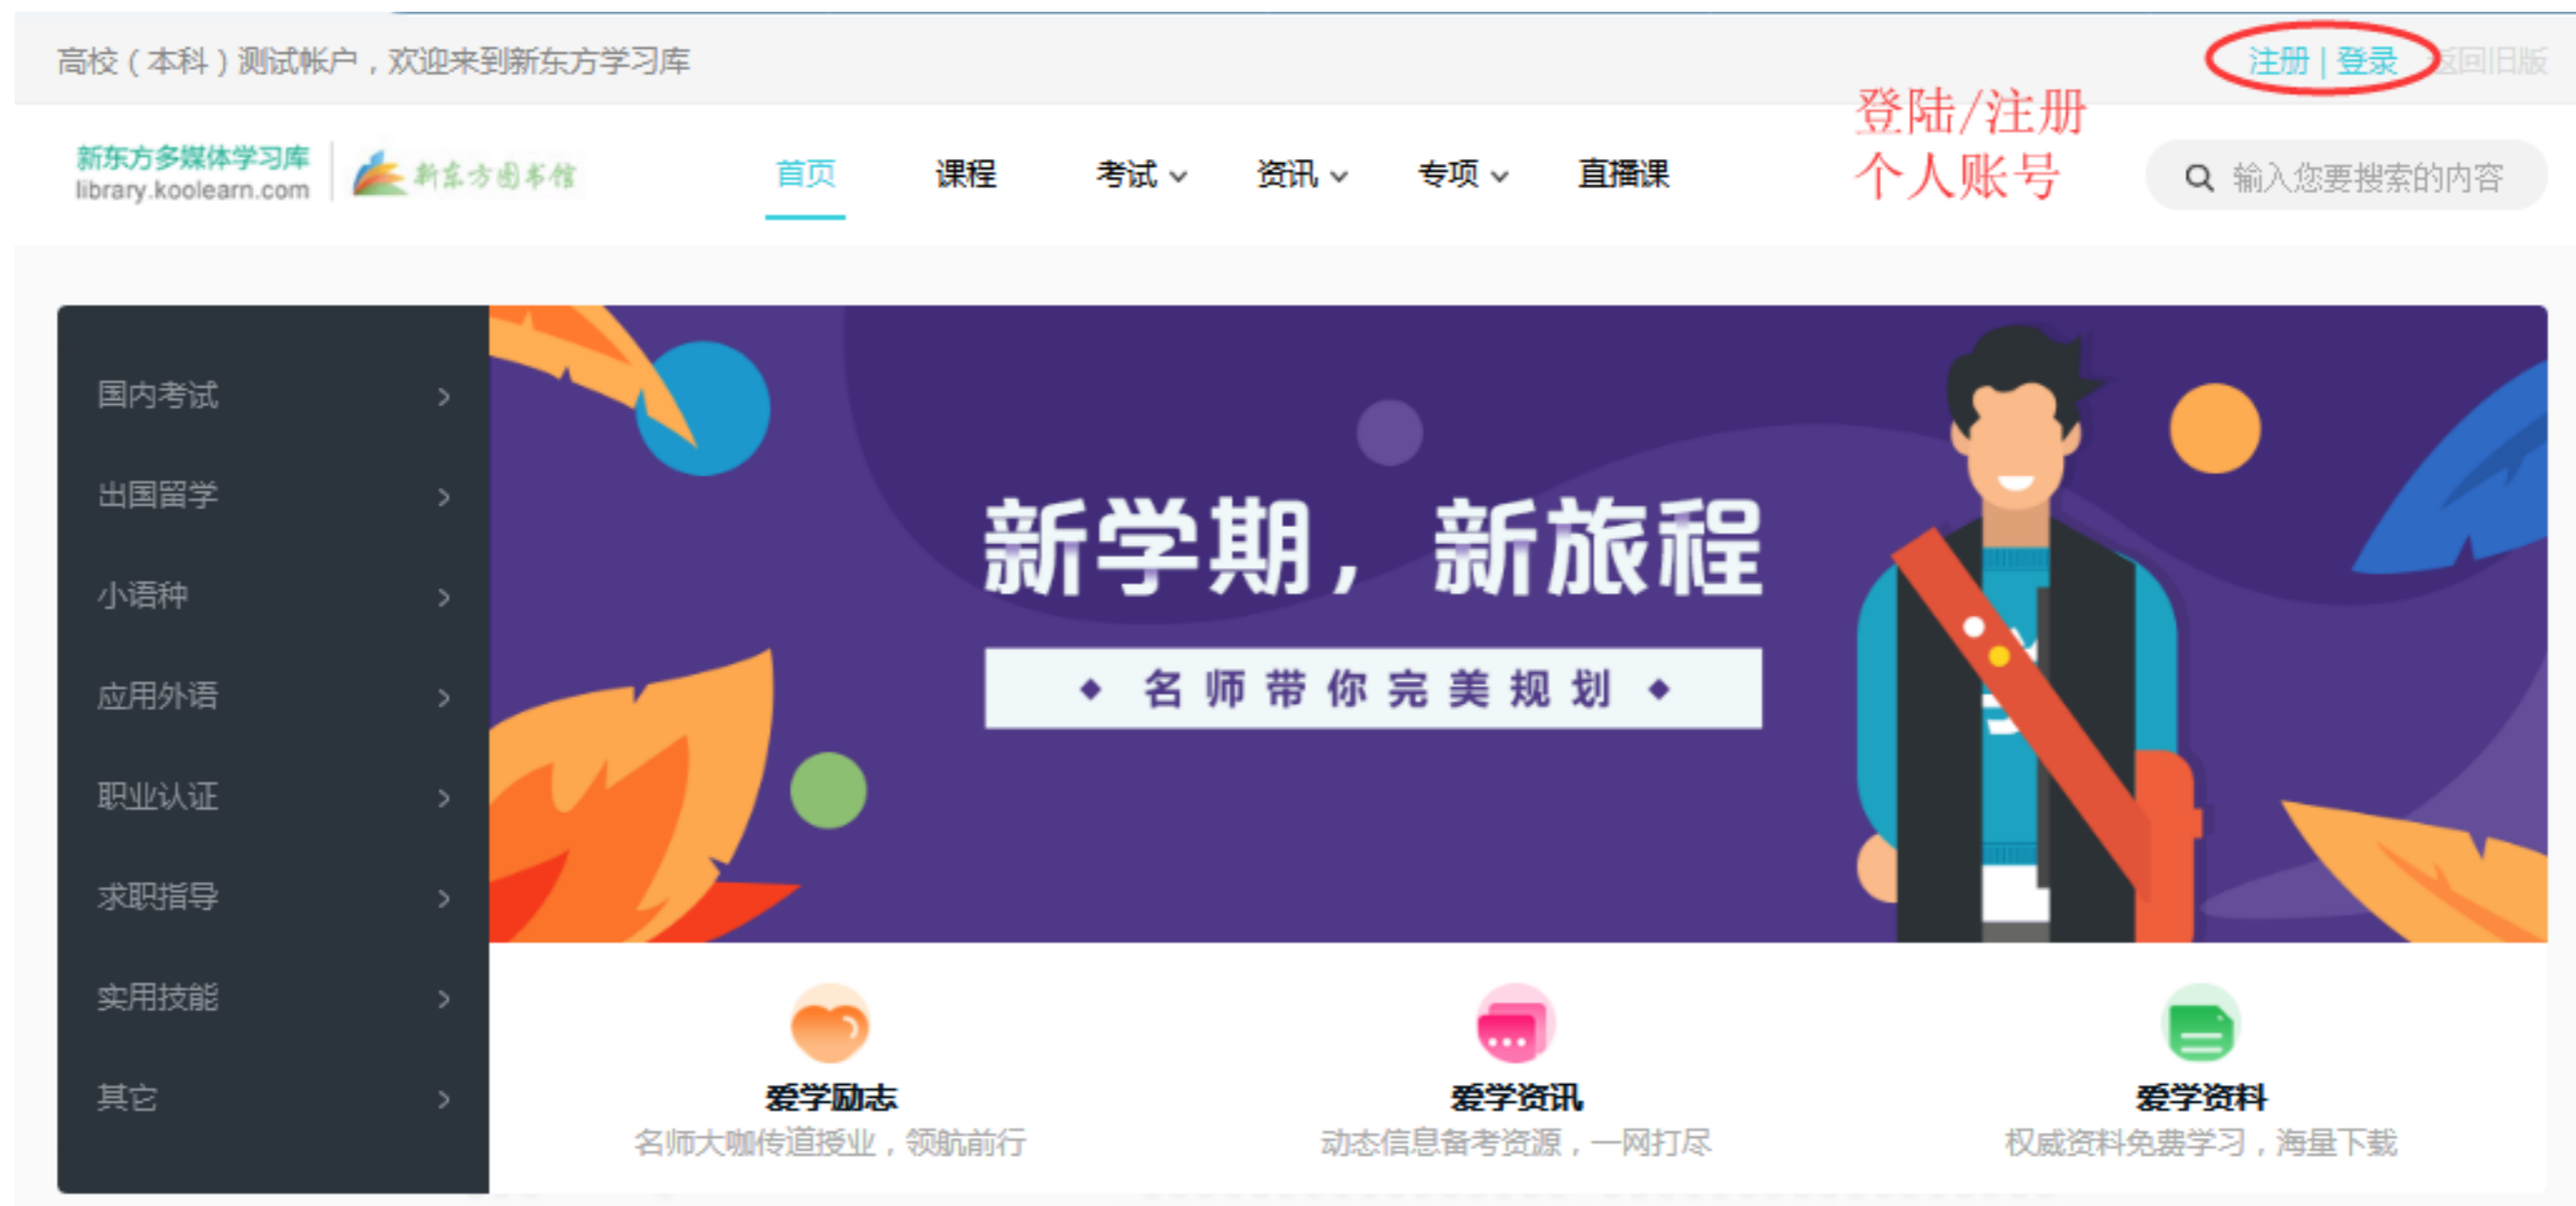 高校（本科）测试帐户，欢迎来到新东方学习库
注册 | 登录
返回旧版
登陆/注册
个人账号
新东方多媒体学习库
library.koolearn.com
新东方图书馆
首页
课程
考试
资讯
专项
直播课
输入您要搜索的内容
国内考试
出国留学
小语种
应用外语
职业认证
求职指导
实用技能
其它
新学期，新旅程
◆ 名师带你完美规划 ◆
爱学励志
名师大咖传道授业，领航前行
爱学资讯
动态信息备考资源，一网打尽
爱学资料
权威资料免费学习，海量下载